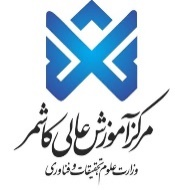 مرکز آموزش عالی کاشمر
وزارت علوم تحقیقات و فناوری